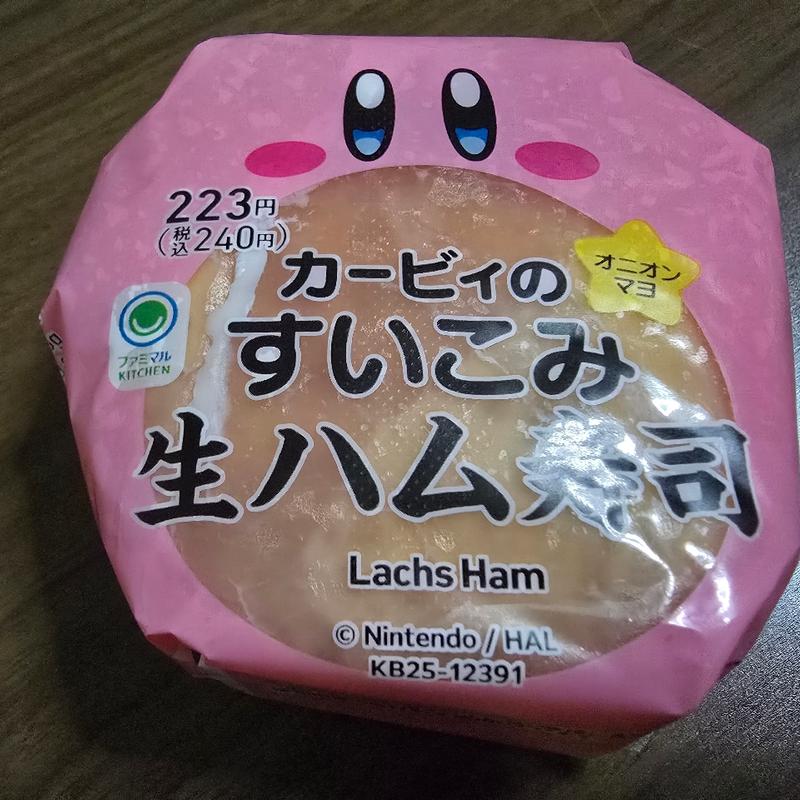 223円
(税込240円)
カービィの
オニオン
マヨ
すいこみ
ファミマル
KITCHEN
生ハム寿司
Lachs Ham
© Nintendo / HAL
KB25-12391